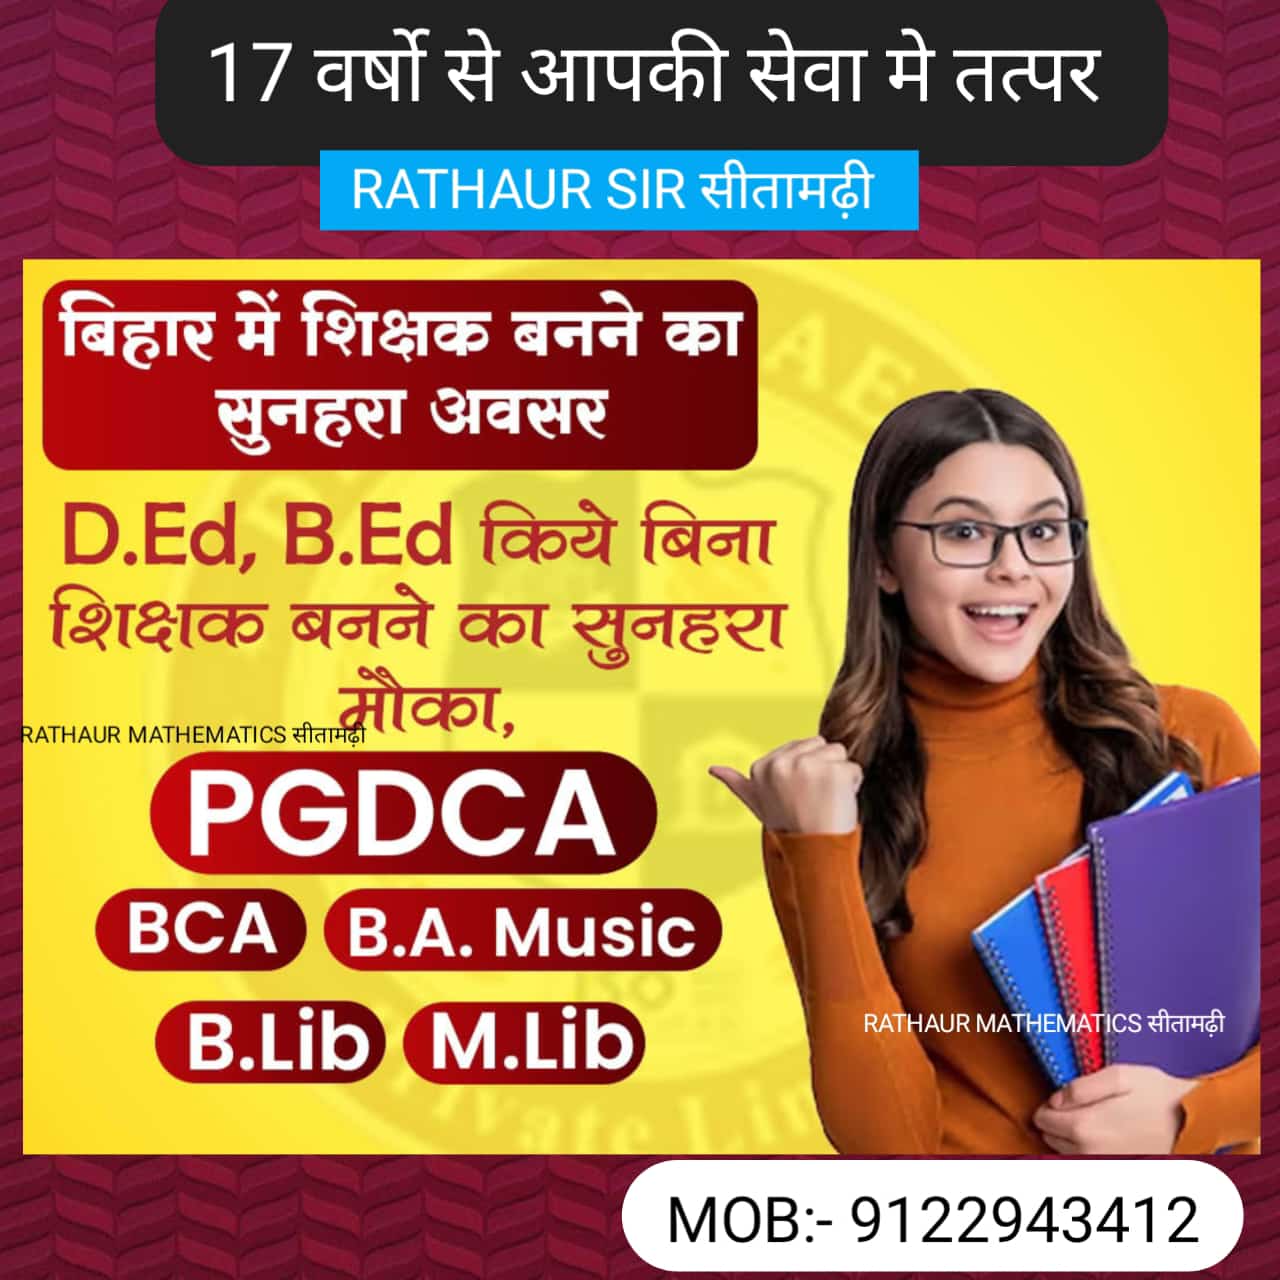 17 वर्षो से आपकी सेवा मे तत्पर
RATHAUR SIR सीतामढ़ी
बिहार में शिक्षक बनने का
सुनहरा अवसर
D.Ed, B.Ed किये बिना
शिक्षक बनने का सुनहरा
मौका,
RATHAUR MATHEMATICS सीतामढ़ी
PGDCA
BCA B.A. Music
B.Lib M.Lib
RATHAUR MATHEMATICS सीतामढ़ी
MOB:- 9122943412